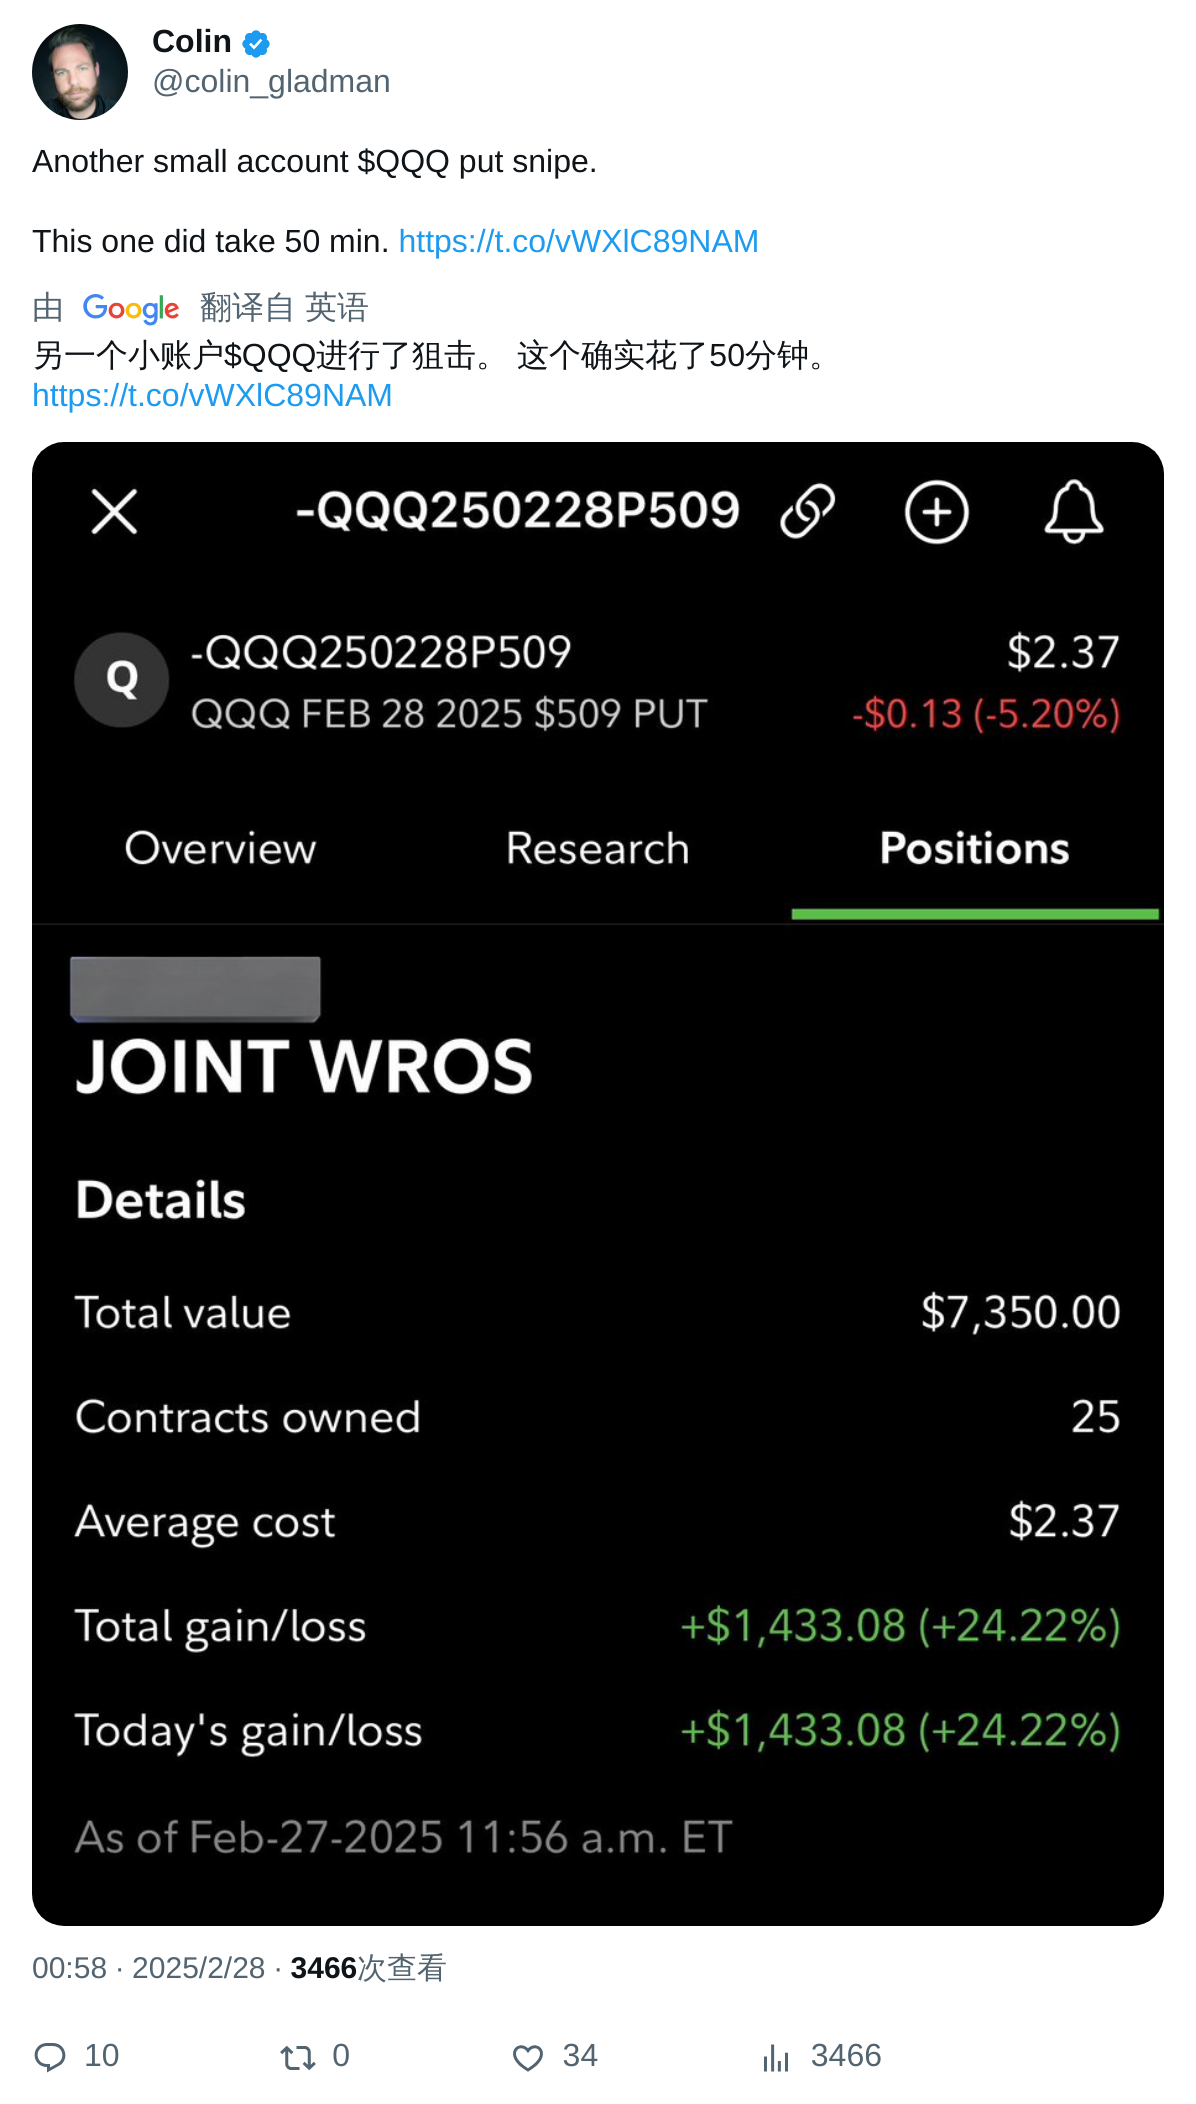 Colin
@colin_gladman
Another small account $QQQ put snipe.
This one did take 50 min. https://t.co/vWXlC89NAM
由 Google 翻译自 英语
另一个小账户$QQQ进行了狙击。 这个确实花了50分钟。
https://t.co/vWXlC89NAM
-QQQ250228P509
Q
-QQQ250228P509 $2.37
QQQ FEB 28 2025 $509 PUT -$0.13 (-5.20%)
Overview Research Positions
JOINT WROS
Details
Total value $7,350.00
Contracts owned 25
Average cost $2.37
Total gain/loss +$1,433.08 (+24.22%)
Today's gain/loss +$1,433.08 (+24.22%)
As of Feb-27-2025 11:56 a.m. ET
00:58 · 2025/2/28 · 3466次查看
10 0 34 3466